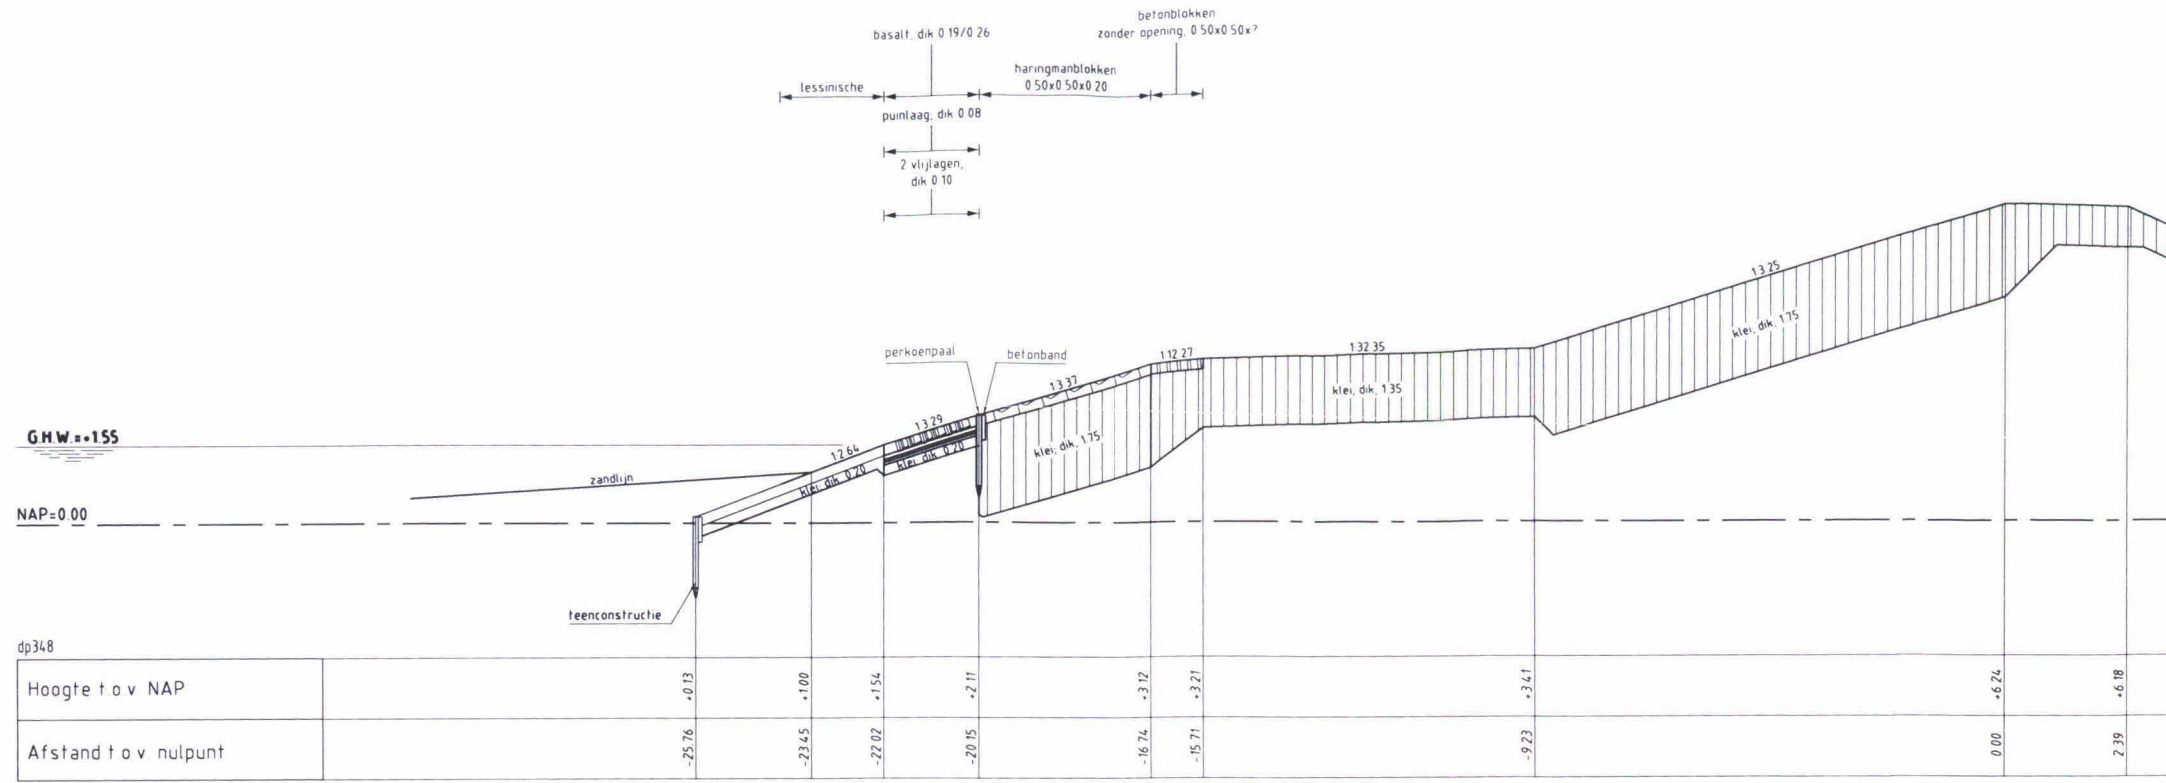 betonblokken
zonder opening, 0 50x0 50x?
basalt, dik 0 19/0 26
haringmanblokken
0 50x0 50x0 20
lessinische
puinlaag, dik 0 08
2 vlijlagen,
dik 0 10
1 3 25
klei, dik, 1 75
perkoenpaal
betonband
1 12 27
1 32 35
klei, dik, 1 35
1 3 37
klei, dik, 1 75
1 3 29
klei, dik 0 20
G.H.W.=+1.55
1 2 64
klei, dik 0 20
zandlijn
NAP=0.00
teenconstructie
dp348
Hoogte t o v NAP +0 13 +1 00 +1 54 +2 11 +3 12 +3 21 +3 41 +6 24 +6 18
Afstand t o v nulpunt -25 76 -23 45 -22 02 -20 15 -16 74 -15 71 -9 23 0 00 2 39